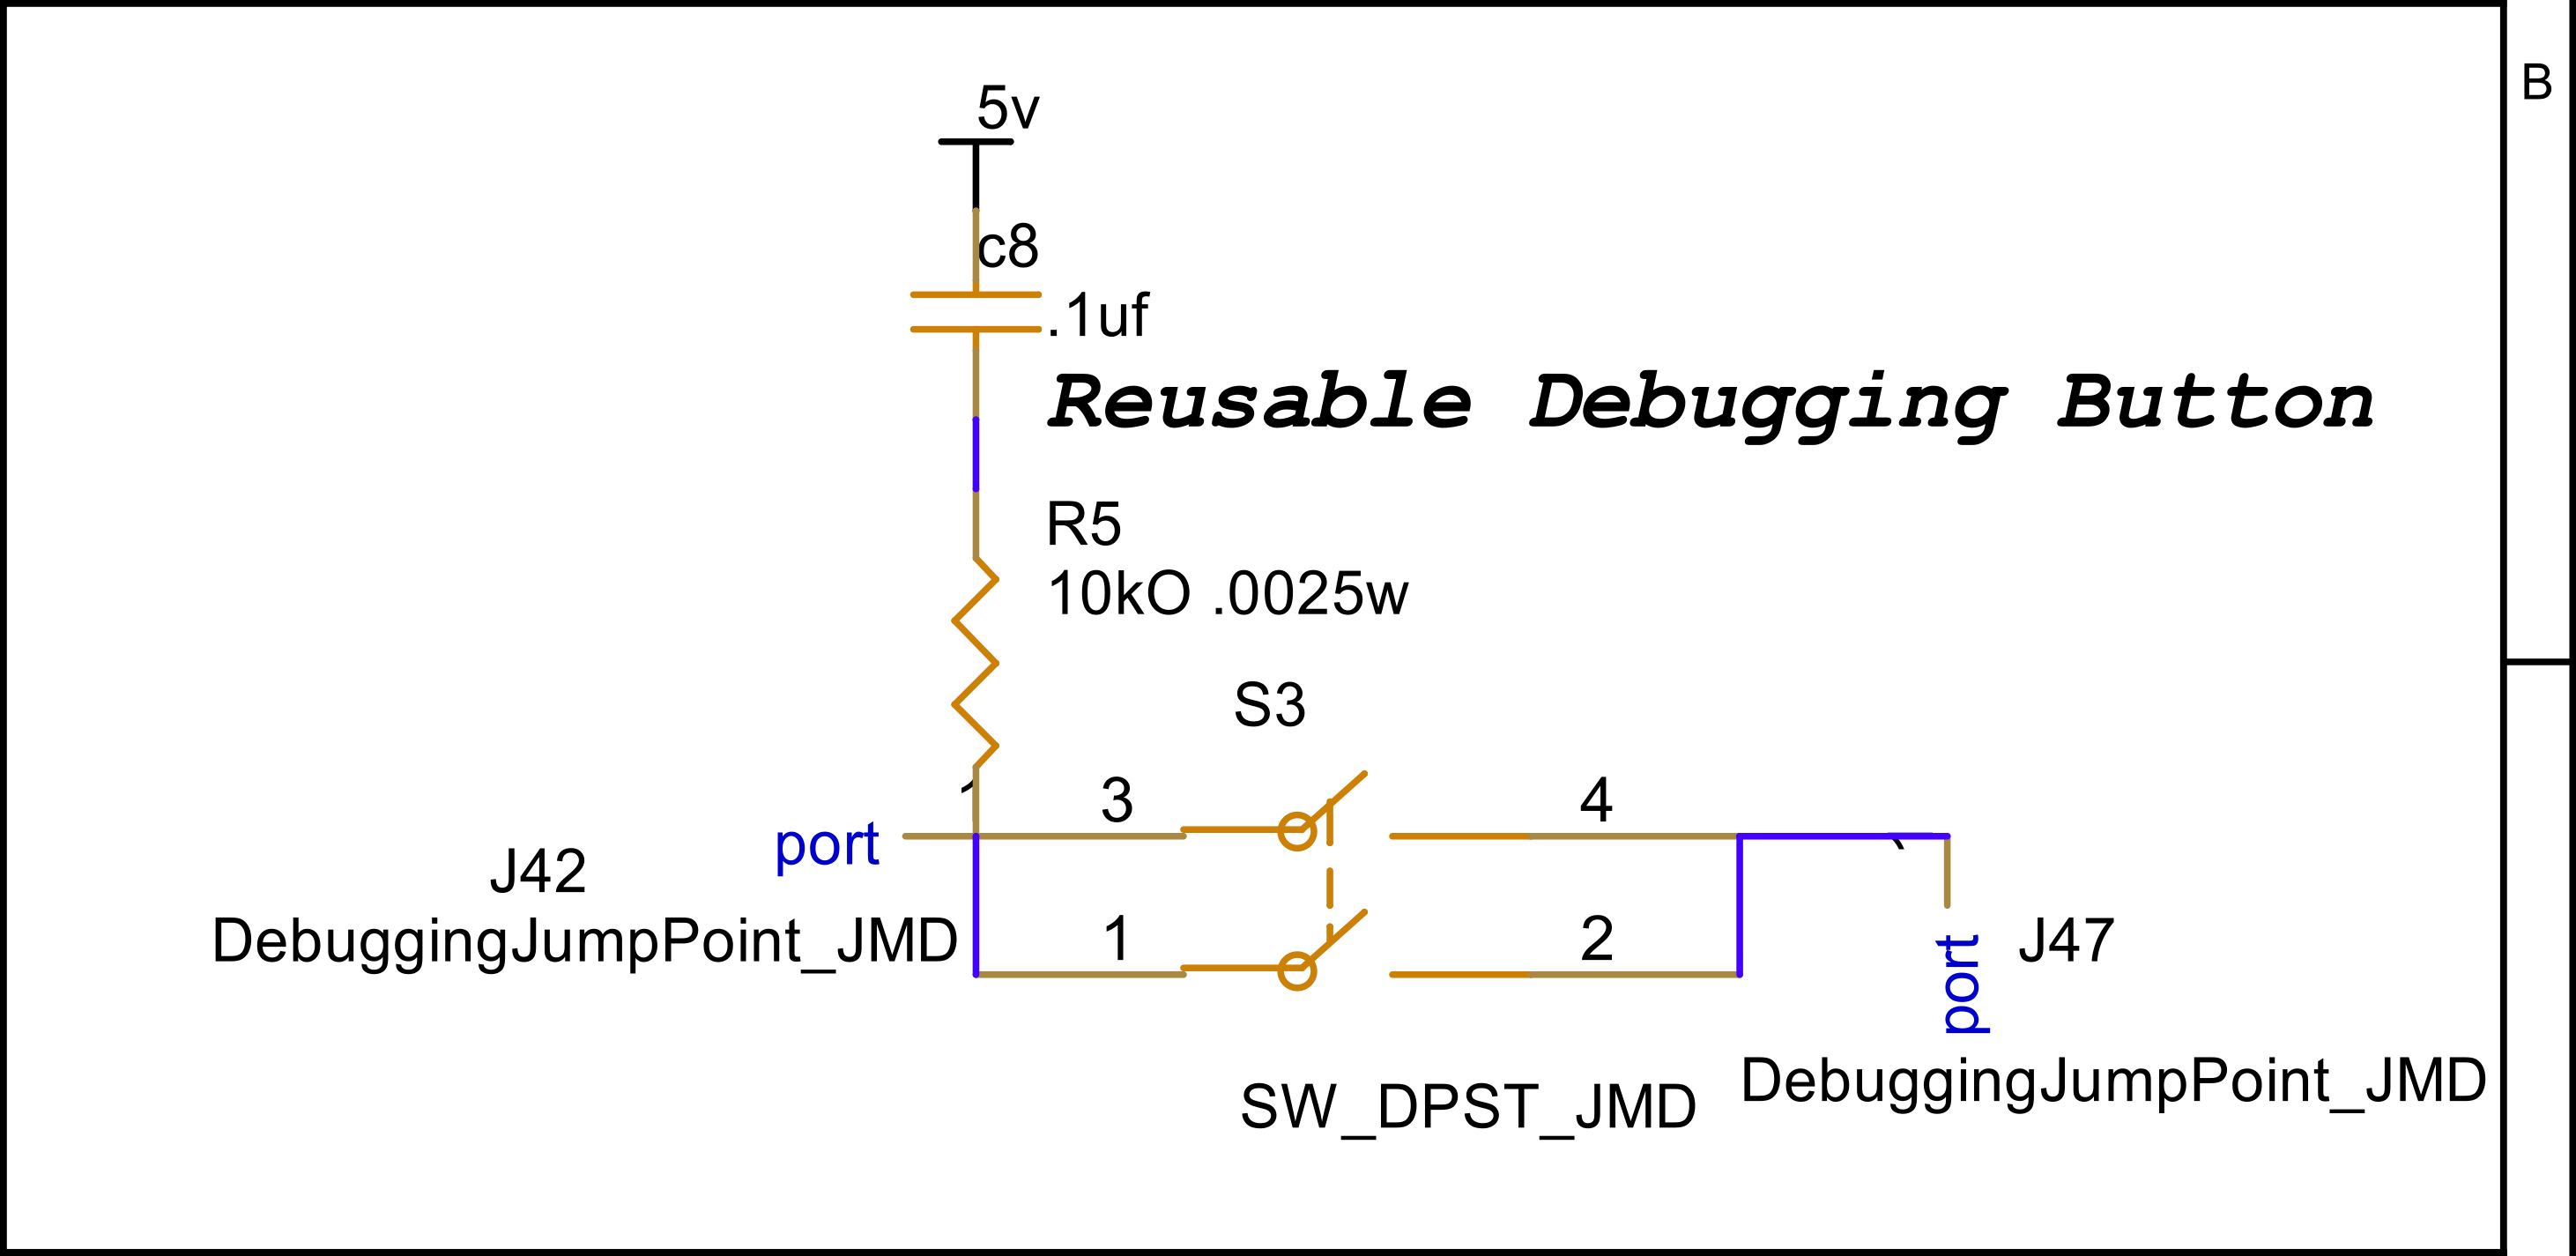 5v
B
c8
.1uf
Reusable Debugging Button
R5
10kO .0025w
S3
1
3
4
port
J42
DebuggingJumpPoint_JMD
1
2
J47
port
DebuggingJumpPoint_JMD
SW_DPST_JMD